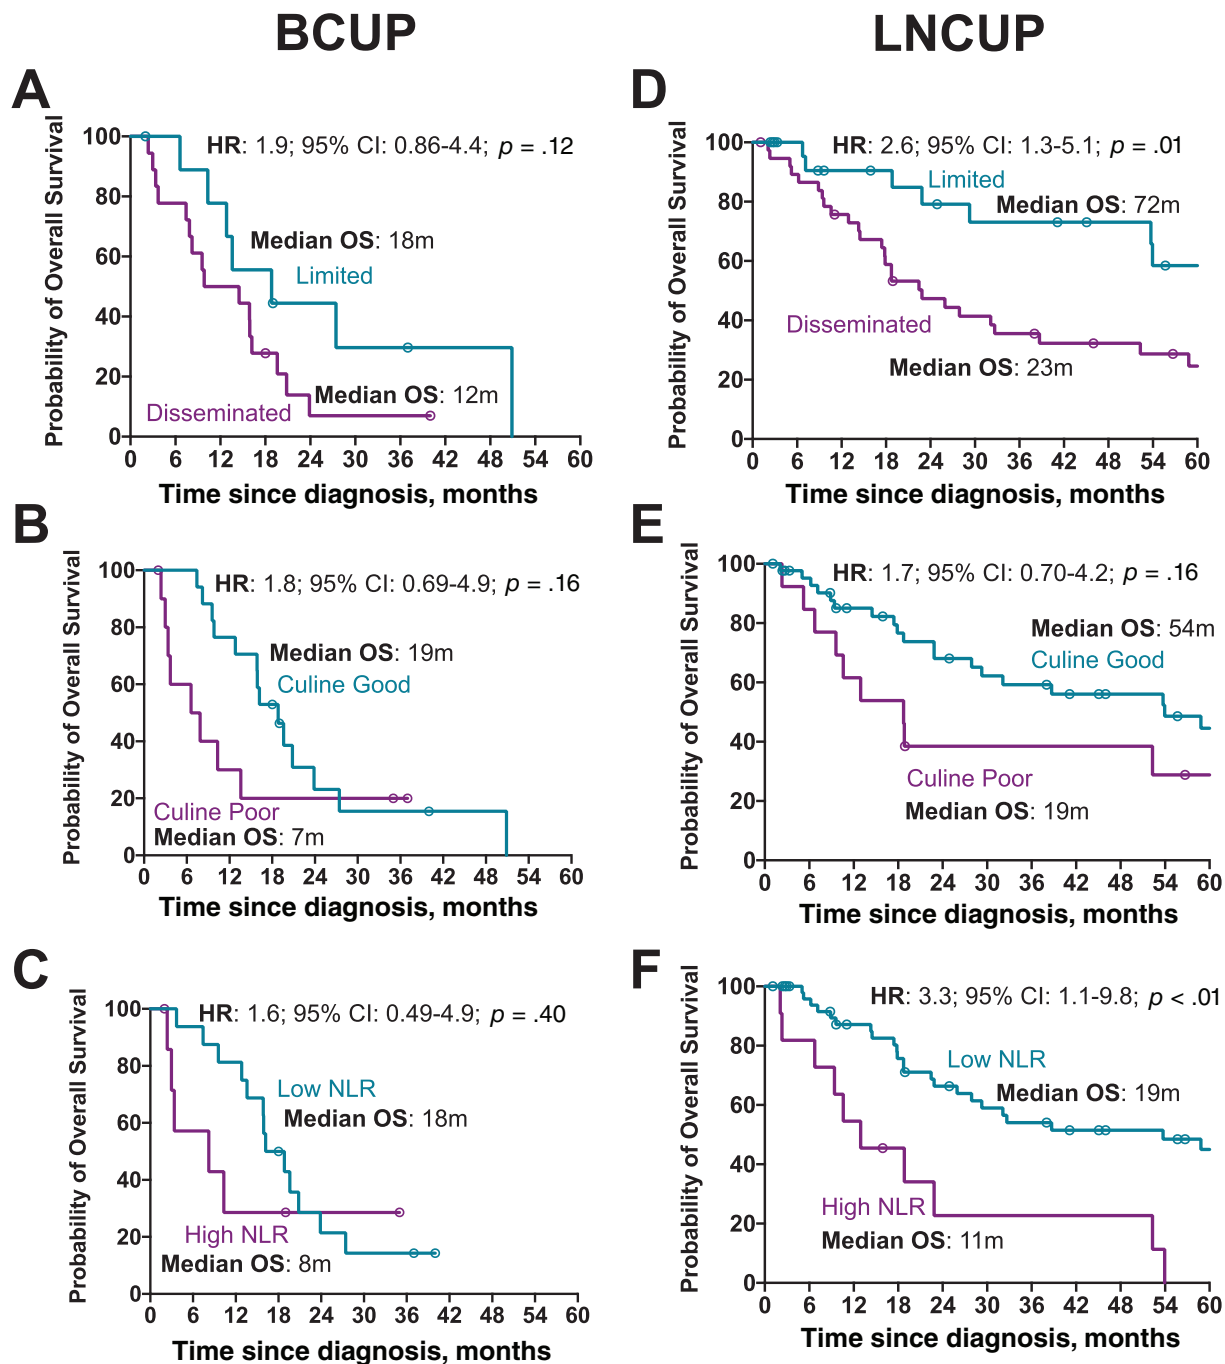 BCUP
LNCUP
A
Probability of Overall Survival
100
80
60
40
20
0
HR: 1.9; 95% CI: 0.86-4.4; p = .12
Median OS: 18m
Limited
Median OS: 12m
Disseminated
0 6 12 18 24 30 36 42 48 54 60
Time since diagnosis, months
D
Probability of Overall Survival
100
80
60
40
20
0
HR: 2.6; 95% CI: 1.3-5.1; p = .01
Limited
Median OS: 72m
Disseminated
Median OS: 23m
0 6 12 18 24 30 36 42 48 54 60
Time since diagnosis, months
B
Probability of Overall Survival
100
80
60
40
20
0
HR: 1.8; 95% CI: 0.69-4.9; p = .16
Median OS: 19m
Culine Good
Culine Poor
Median OS: 7m
0 6 12 18 24 30 36 42 48 54 60
Time since diagnosis, months
E
Probability of Overall Survival
100
80
60
40
20
0
HR: 1.7; 95% CI: 0.70-4.2; p = .16
Median OS: 54m
Culine Good
Culine Poor
Median OS: 19m
0 6 12 18 24 30 36 42 48 54 60
Time since diagnosis, months
C
Probability of Overall Survival
100
80
60
40
20
0
HR: 1.6; 95% CI: 0.49-4.9; p = .40
Low NLR
Median OS: 18m
High NLR
Median OS: 8m
0 6 12 18 24 30 36 42 48 54 60
Time since diagnosis, months
F
Probability of Overall Survival
100
80
60
40
20
0
HR: 3.3; 95% CI: 1.1-9.8; p < .01
Low NLR
Median OS: 19m
High NLR
Median OS: 11m
0 6 12 18 24 30 36 42 48 54 60
Time since diagnosis, months